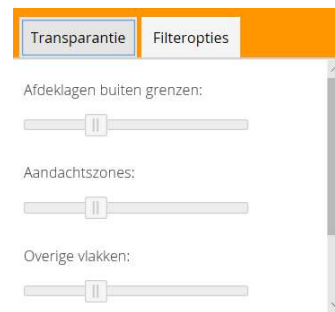 Transparantie Filteropties
Afdeklagen buiten grenzen:
Aandachtszones:
Overige vlakken: